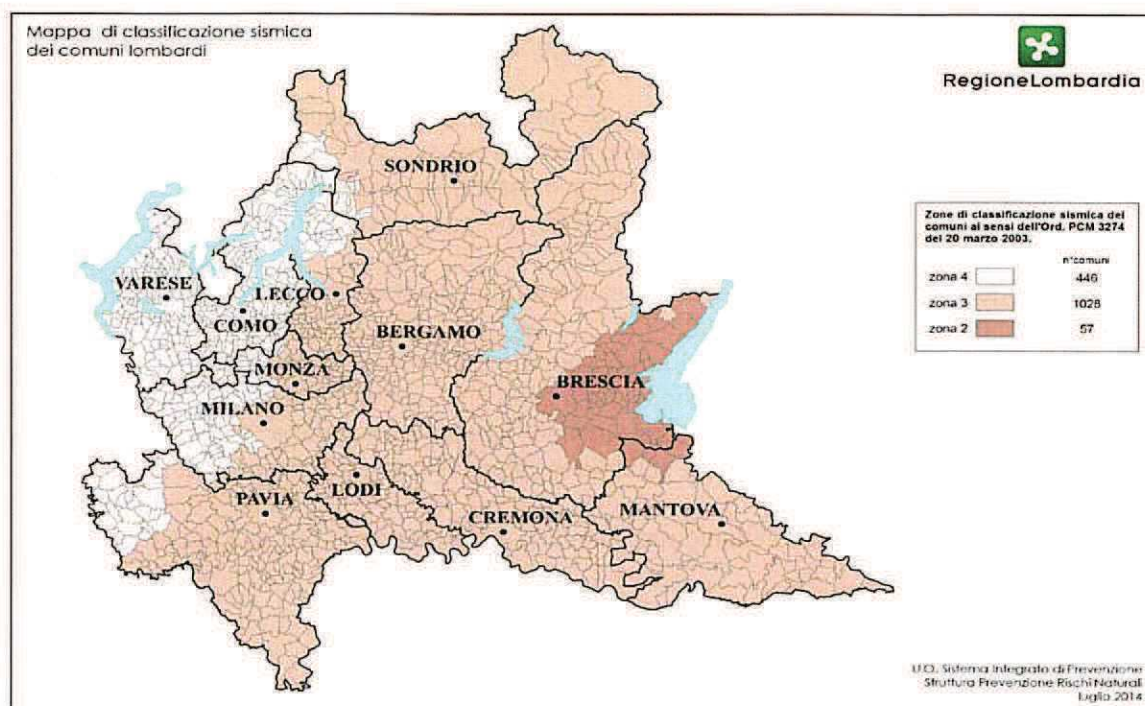 Mappa di classificazione sismica
dei comuni lombardi
RegioneLombardia
SONDRIO
VARESE
LECCO
COMO
BERGAMO
MONZA
BRESCIA
MILANO
PAVIA
LODI
CREMONA
MANTOVA
Zone di classificazione sismica dei
comuni ai sensi dell'Ord. PCM 3274
del 20 marzo 2003.
n°comuni
zona 4 446
zona 3 1028
zona 2 57
U.O. Sistema Integrato di Prevenzione
Struttura Prevenzione Rischi Naturali
luglio 2014